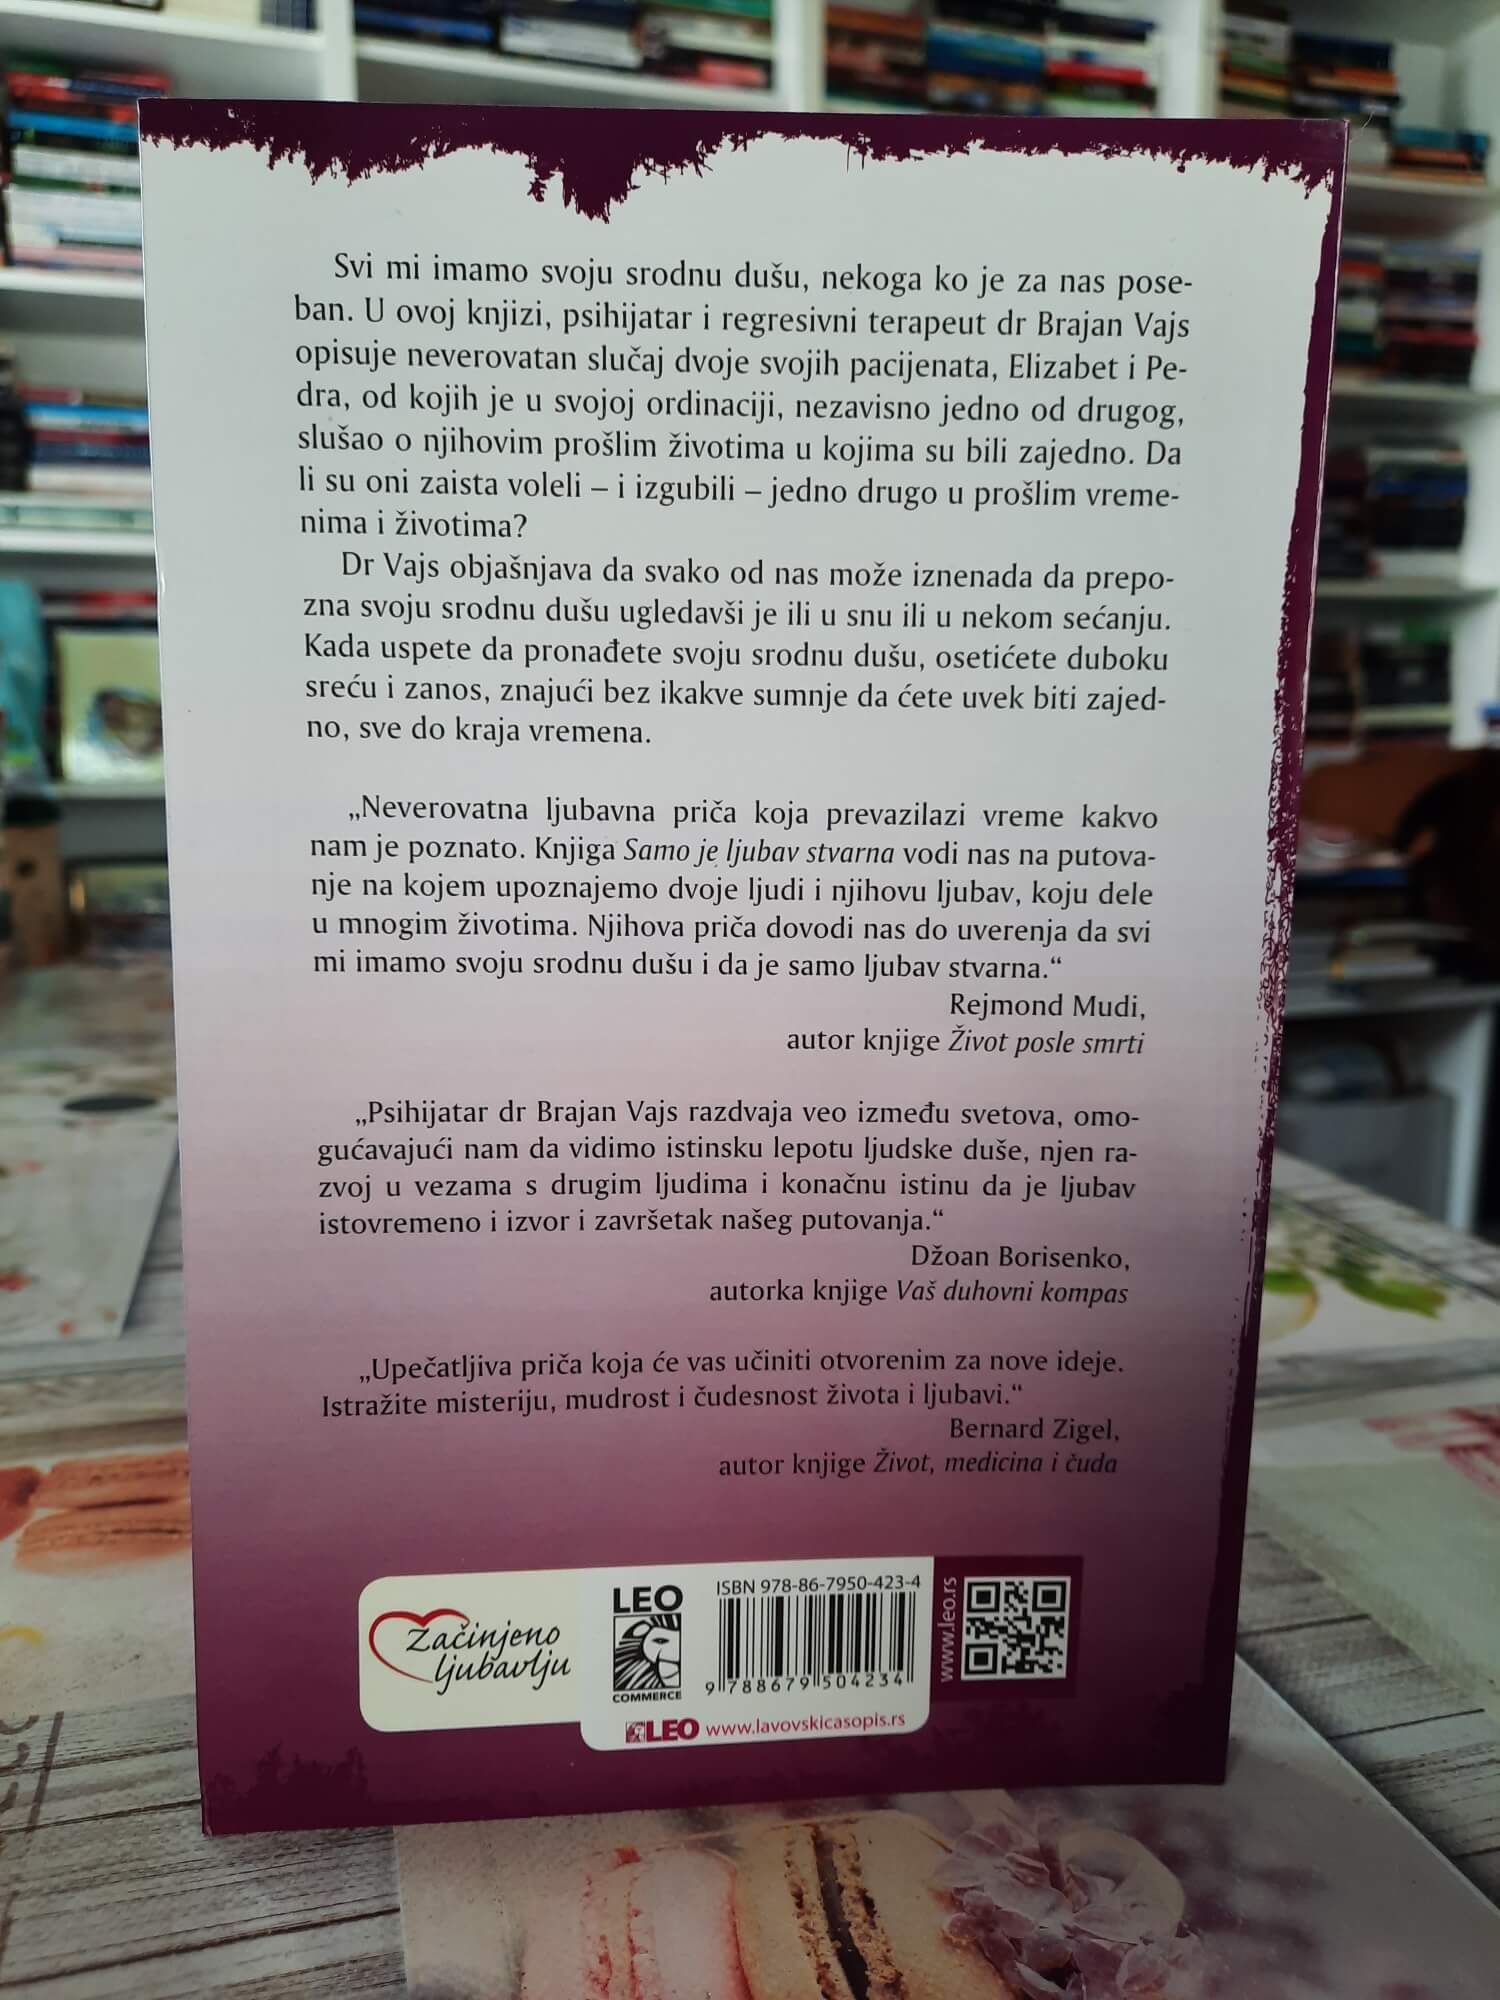 Svi mi imamo svoju srodnu dušu, nekoga ko je za nas pose-
ban. U ovoj knjizi, psihijatar i regresivni terapeut dr Brajan Vajs
opisuje neverovatan slučaj dvoje svojih pacijenata, Elizabet i Pe-
dra, od kojih je u svojoj ordinaciji, nezavisno jedno od drugog,
slušao o njihovim prošlim životima u kojima su bili zajedno. Da
li su oni zaista voleli – i izgubili – jedno drugo u prošlim vreme-
nima i životima?
Dr Vajs objašnjava da svako od nas može iznenada da prepo-
zna svoju srodnu dušu ugledavši je ili u snu ili u nekom sećanju.
Kada uspete da pronađete svoju srodnu dušu, osetićete duboku
sreću i zanos, znajući bez ikakve sumnje da ćete uvek biti zajed-
no, sve do kraja vremena.
„Neverovatna ljubavna priča koja prevazilazi vreme kakvo
nam je poznato. Knjiga Samo je ljubav stvarna vodi nas na putova-
nje na kojem upoznajemo dvoje ljudi i njihovu ljubav, koju dele
u mnogim životima. Njihova priča dovodi nas do uverenja da svi
mi imamo svoju srodnu dušu i da je samo ljubav stvarna.“
Rejmond Mudi,
autor knjige Život posle smrti
„Psihijatar dr Brajan Vajs razdvaja veo između svetova, omo-
gućavajući nam da vidimo istinsku lepotu ljudske duše, njen ra-
zvoj u vezama s drugim ljudima i konačnu istinu da je ljubav
istovremeno i izvor i završetak našeg putovanja.“
Džoan Borisenko,
autorka knjige Vaš duhovni kompas
„Upečatljiva priča koja će vas učiniti otvorenim za nove ideje.
Istražite misteriju, mudrost i čudesnost života i ljubavi.“
Bernard Zigel,
autor knjige Život, medicina i čuda
Začinjeno
ljubavlju
LEO
COMMERCE
ISBN 978-86-7950-423-4
9 788679 504234
www.leo.rs
LEO www.lavovskicasopis.rs